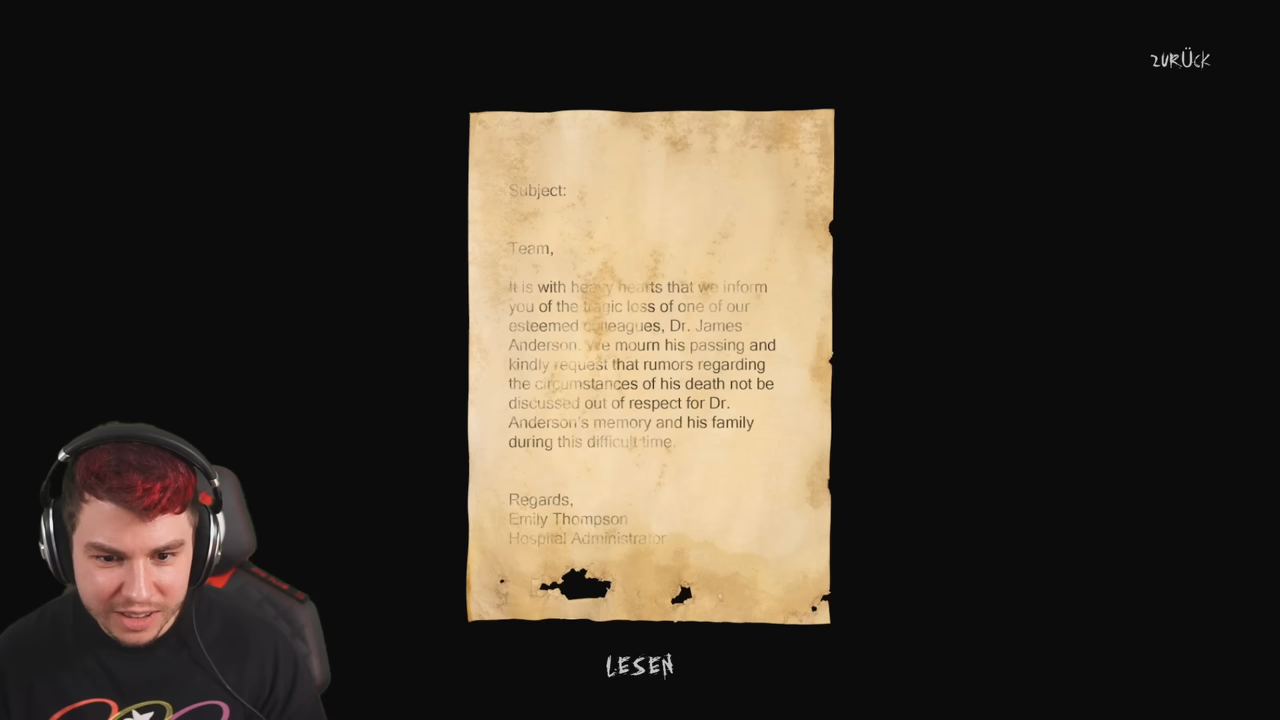 ZURÜCK
Subject:
Team,
It is with heavy hearts that we inform
you of the tragic loss of one of our
esteemed colleagues, Dr. James
Anderson. We mourn his passing and
kindly request that rumors regarding
the circumstances of his death not be
discussed out of respect for Dr.
Anderson's memory and his family
during this difficult time.
Regards,
Emily Thompson
Hospital Administrator
LESEN